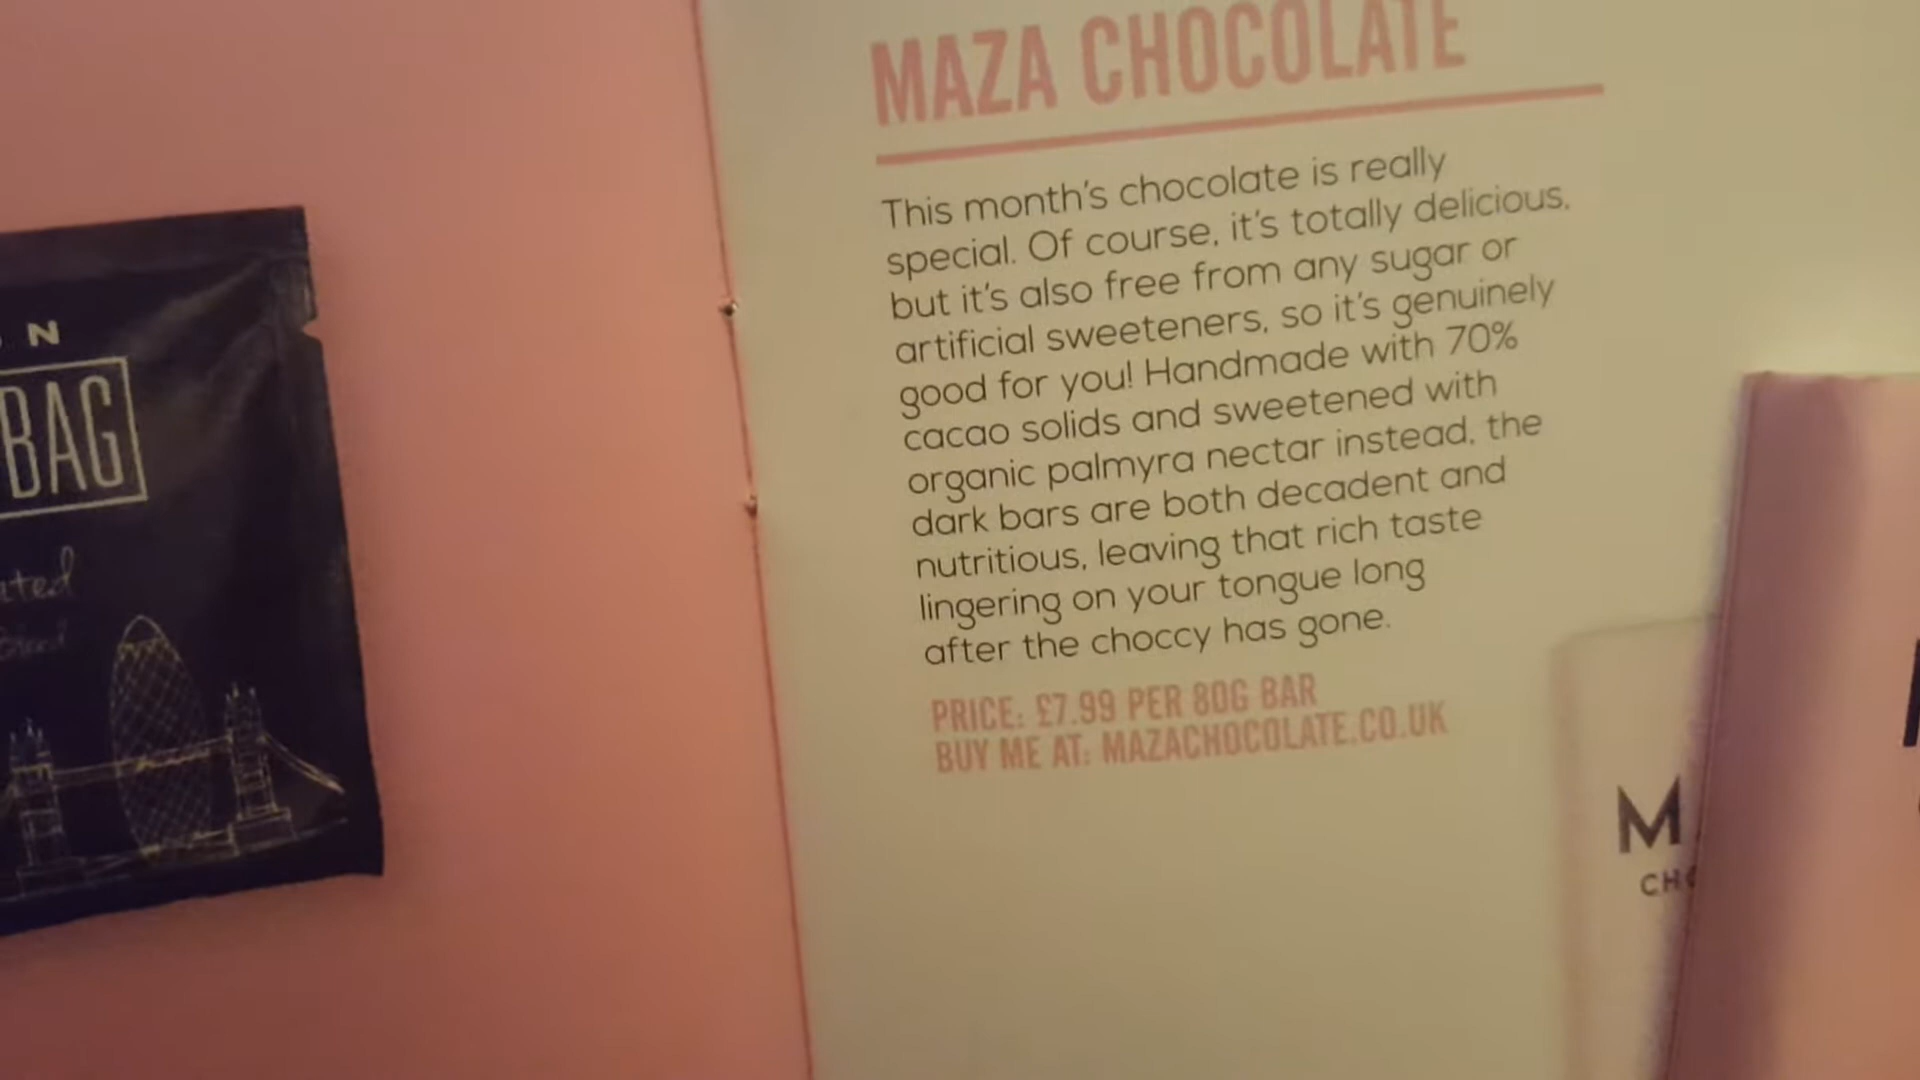 N
BAG
MAZA CHOCOLATE
This month's chocolate is really
special. Of course, it's totally delicious,
but it's also free from any sugar or
artificial sweeteners, so it's genuinely
good for you! Handmade with 70%
cacao solids and sweetened with
organic palmyra nectar instead, the
dark bars are both decadent and
nutritious, leaving that rich taste
lingering on your tongue long
after the choccy has gone.
PRICE: £7.99 PER 80G BAR
BUY ME AT: MAZACHOCOLATE.CO.UK
M
CH